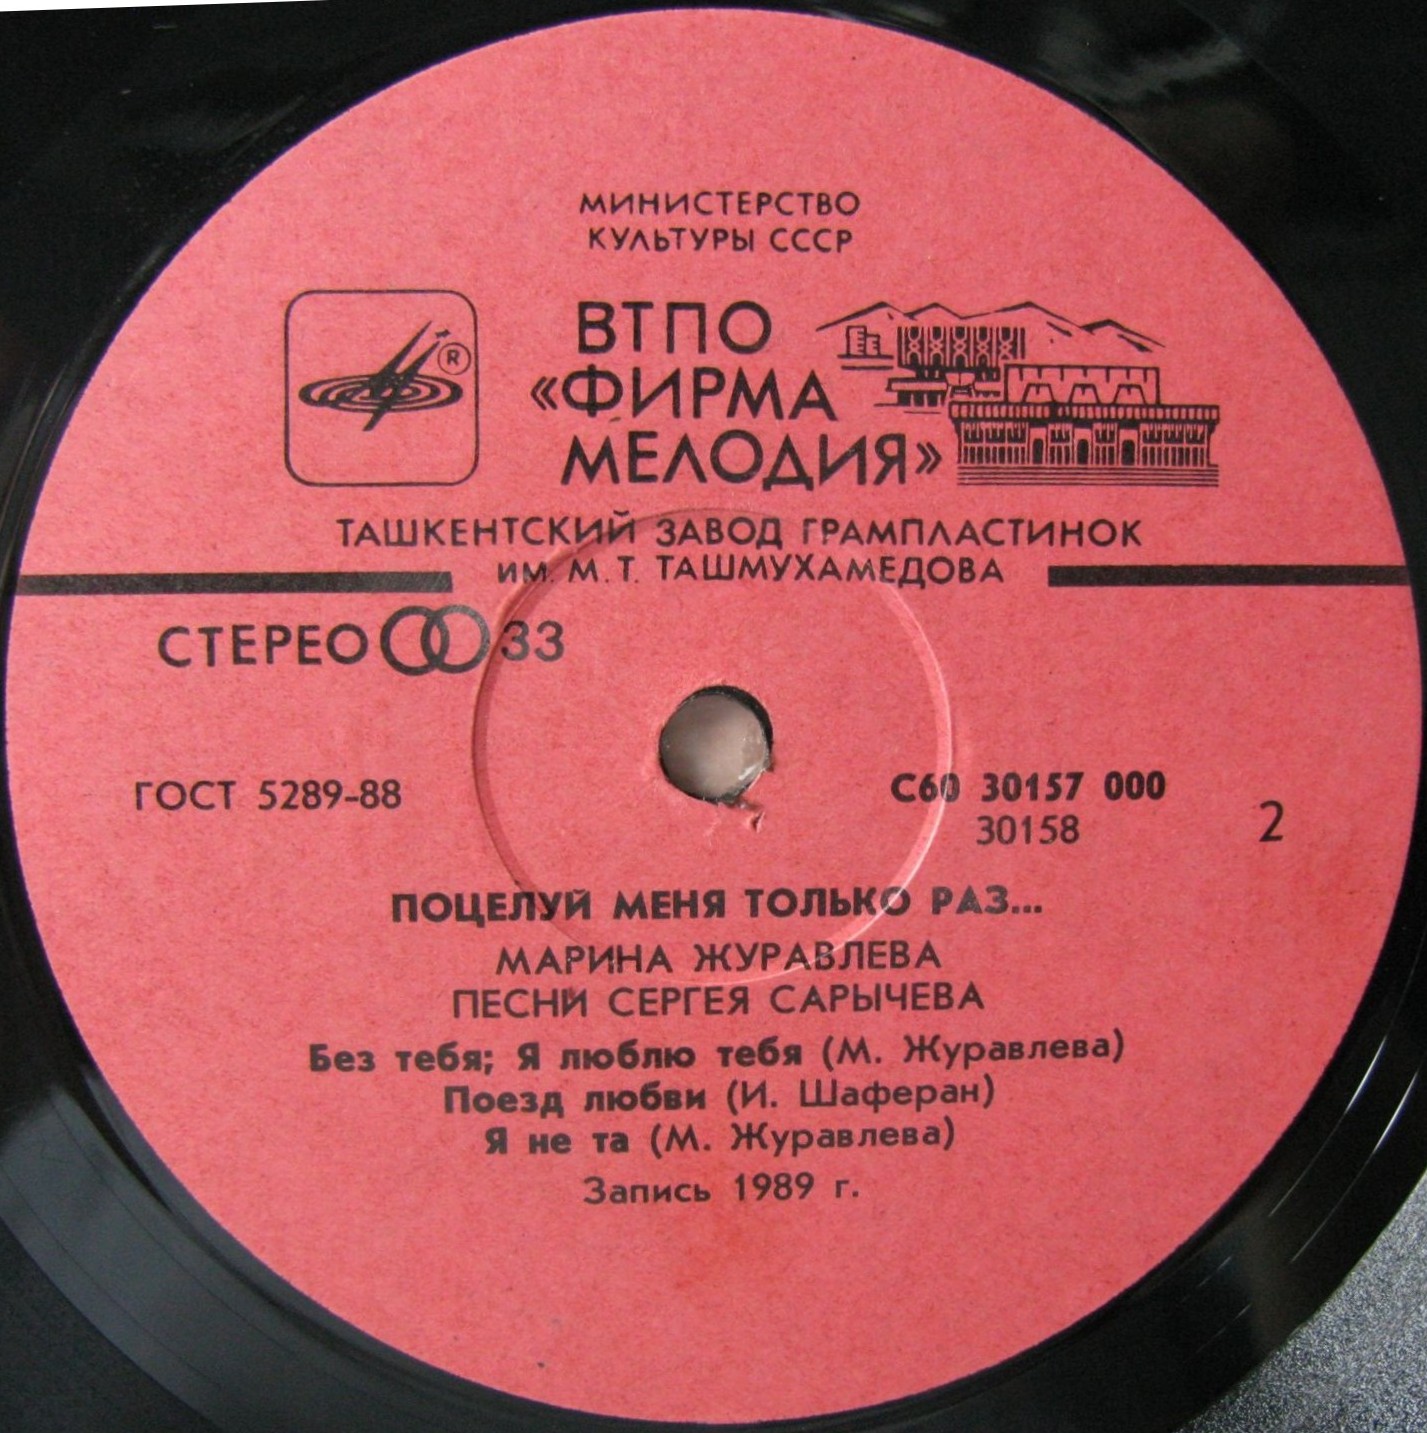 МИНИСТЕРСТВО
КУЛЬТУРЫ СССР
ВТПО
«ФИРМА
МЕЛОДИЯ»
®
ТАШКЕНТСКИЙ ЗАВОД ГРАМПЛАСТИНОК
ИМ. М. Т. ТАШМУХАМЕДОВА
СТЕРЕО 33
ГОСТ 5289-88
С60 30157 000
30158
2
ПОЦЕЛУЙ МЕНЯ ТОЛЬКО РАЗ...
МАРИНА ЖУРАВЛЕВА
ПЕСНИ СЕРГЕЯ САРЫЧЕВА
Без тебя; Я люблю тебя (М. Журавлева)
Поезд любви (И. Шаферан)
Я не та (М. Журавлева)
Запись 1989 г.